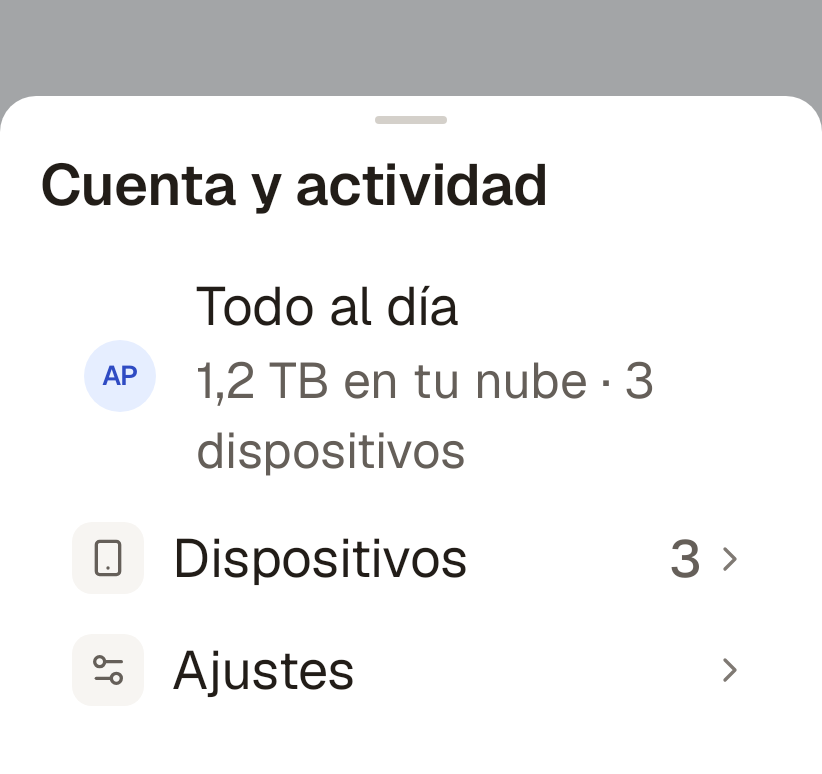 Cuenta y actividad
Todo al día
AP
1,2 TB en tu nube · 3
dispositivos
Dispositivos 3
Ajustes